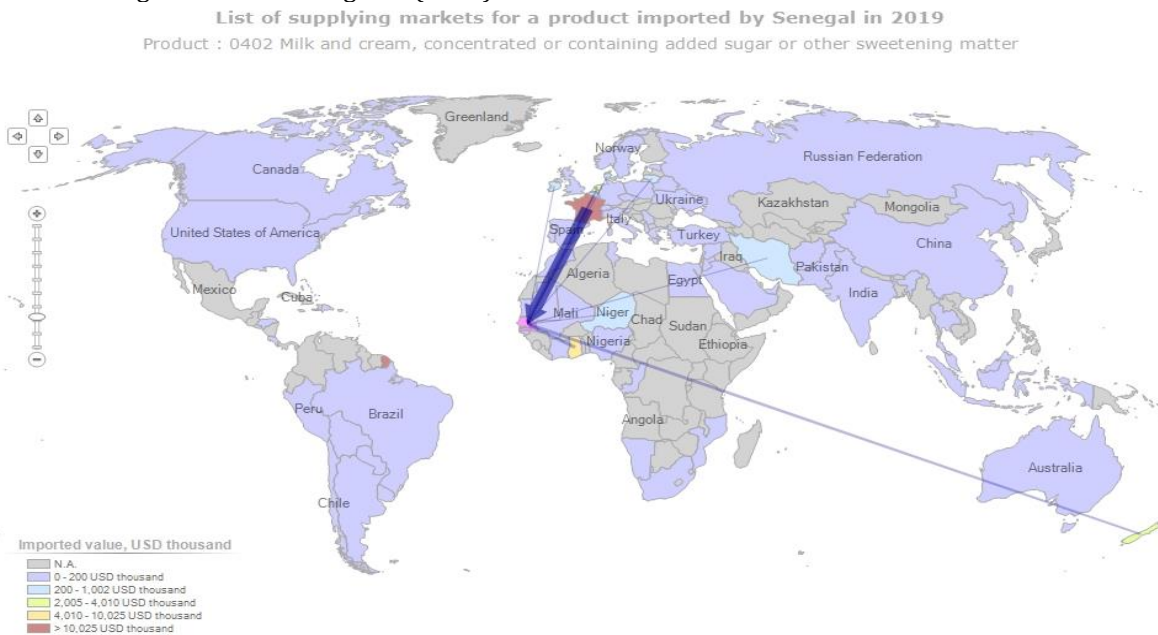 List of supplying markets for a product imported by Senegal in 2019
Product : 0402 Milk and cream, concentrated or containing added sugar or other sweetening matter
Greenland
Norway
Russian Federation
Canada
Ukraine
Kazakhstan
Mongolia
Italy
Spain
United States of America
Turkey
China
Iraq
Algeria
Pakistan
Egypt
Mexico
Cuba
India
Mali
Niger
Chad
Sudan
Nigeria
Ethiopia
Peru
Brazil
Angola
Australia
Chile
Imported value, USD thousand
N.A.
0 - 200 USD thousand
200 - 1,002 USD thousand
2,005 - 4,010 USD thousand
4,010 - 10,025 USD thousand
> 10,025 USD thousand